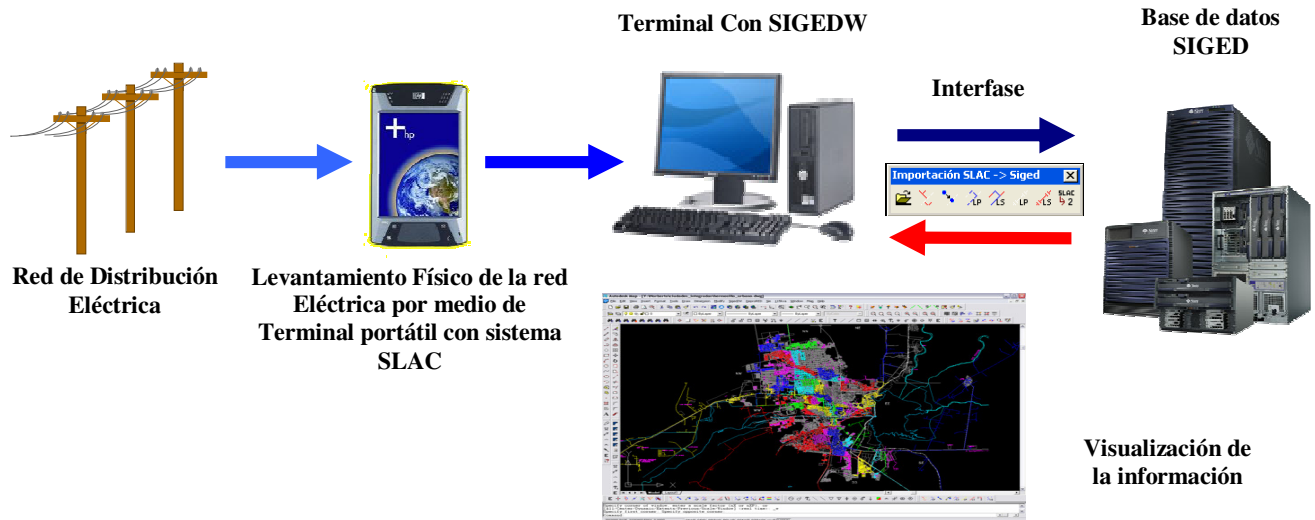 Terminal Con SIGEDW
Base de datos
SIGED
Interfase
Importación SLAC -> Siged
LP
LS
LP
LS
SLAC
2
hp
Red de Distribución
Eléctrica
Levantamiento Físico de la red
Eléctrica por medio de
Terminal portátil con sistema
SLAC
Visualización de
la información